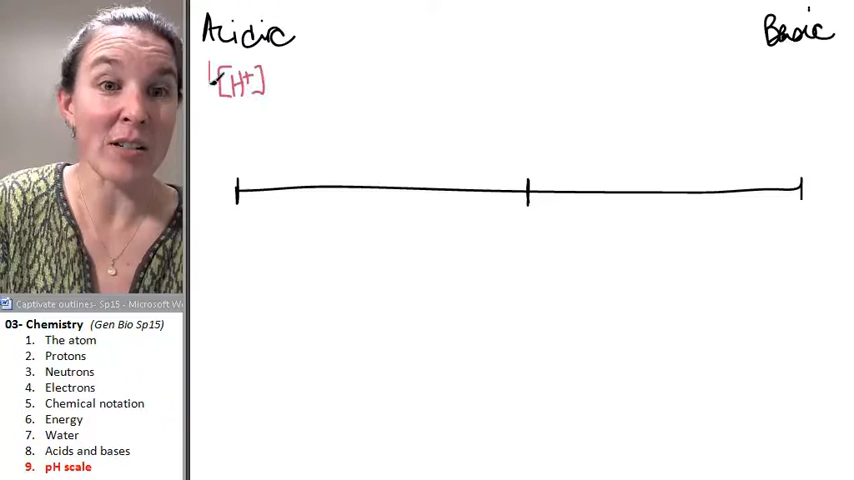 Acidic
Basic
[H+]
Captivate outlines- Sp15 - Microsoft W
03- Chemistry (Gen Bio Sp15)
1. The atom
2. Protons
3. Neutrons
4. Electrons
5. Chemical notation
6. Energy
7. Water
8. Acids and bases
9. pH scale